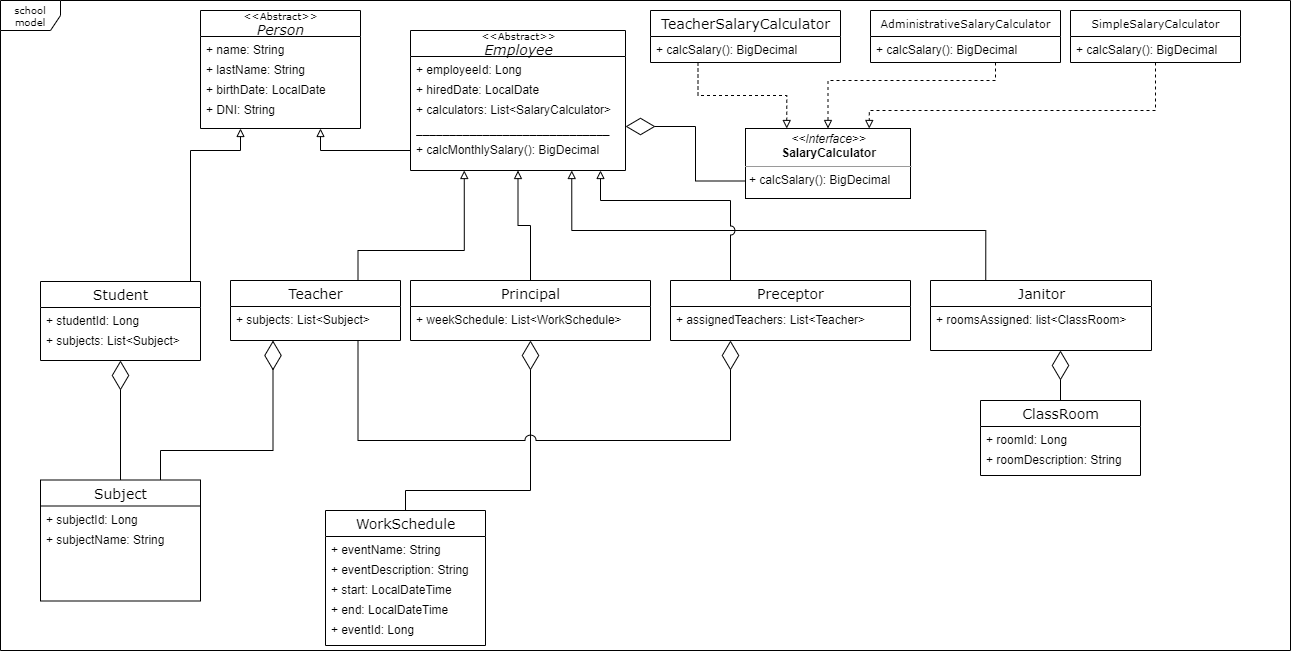 school
model
<<Abstract>>
Person
+ name: String
+ lastName: String
+ birthDate: LocalDate
+ DNI: String
<<Abstract>>
Employee
+ employeeId: Long
+ hiredDate: LocalDate
+ calculators: List<SalaryCalculator>
+ calcMonthlySalary(): BigDecimal
TeacherSalaryCalculator
+ calcSalary(): BigDecimal
AdministrativeSalaryCalculator
+ calcSalary(): BigDecimal
SimpleSalaryCalculator
+ calcSalary(): BigDecimal
<<Interface>>
SalaryCalculator
+ calcSalary(): BigDecimal
Student
+ studentId: Long
+ subjects: List<Subject>
Teacher
+ subjects: List<Subject>
Principal
+ weekSchedule: List<WorkSchedule>
Preceptor
+ assignedTeachers: List<Teacher>
Janitor
+ roomsAssigned: list<ClassRoom>
ClassRoom
+ roomId: Long
+ roomDescription: String
Subject
+ subjectId: Long
+ subjectName: String
WorkSchedule
+ eventName: String
+ eventDescription: String
+ start: LocalDateTime
+ end: LocalDateTime
+ eventId: Long